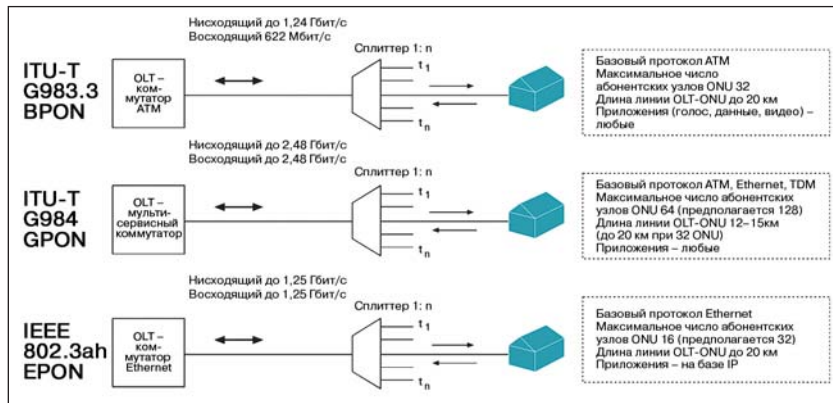 Нисходящий до 1,24 Гбит/с
Восходящий 622 Мбит/с
ITU-T
G983.3
BPON
OLT –
ком-
мутатор
ATM
Сплиттер 1: n
t1
tn
Базовый протокол ATM
Максимальное число
абонентских узлов ONU 32
Длина линии OLT-ONU до 20 км
Приложения (голос, данные, видео) –
любые
Нисходящий до 2,48 Гбит/с
Восходящий до 2,48 Гбит/с
ITU-T
G984
GPON
OLT –
мульти-
сервисный
коммутатор
Сплиттер 1: n
t1
tn
Базовый протокол ATM, Ethernet, TDM
Максимальное число абонентских
узлов ONU 64 (предполагается 128)
Длина линии OLT-ONU 12–15км
(до 20 км при 32 ONU)
Приложения – любые
Нисходящий до 1,25 Гбит/с
Восходящий до 1,25 Гбит/с
IEEE
802.3ah
EPON
OLT –
ком-
мутатор
Ethernet
Сплиттер 1: n
t1
tn
Базовый протокол Ethernet
Максимальное число абонентских
узлов ONU 16 (предполагается 32)
Длина линии OLT-ONU до 20 км
Приложения – на базе IP